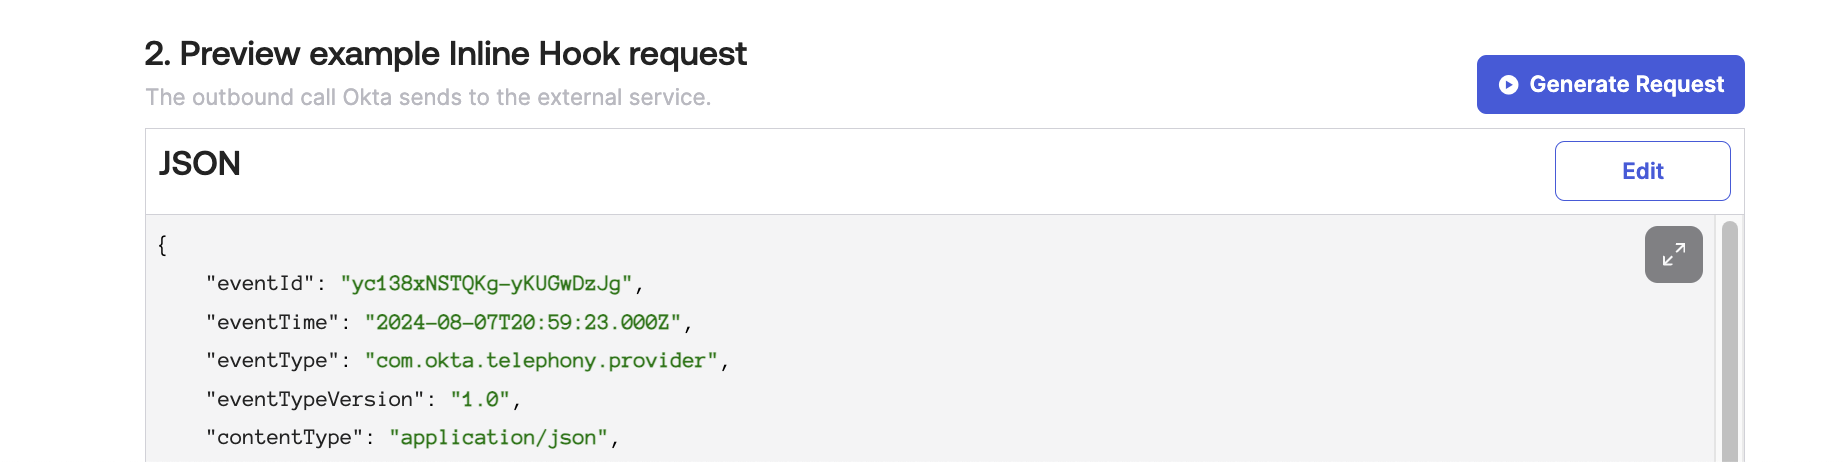 2. Preview example Inline Hook request
The outbound call Okta sends to the external service.
Generate Request
JSON
Edit
{
"eventId": "yc138xNSTQKg-yKUGwDzJg",
"eventTime": "2024-08-07T20:59:23.000Z",
"eventType": "com.okta.telephony.provider",
"eventTypeVersion": "1.0",
"contentType": "application/json",